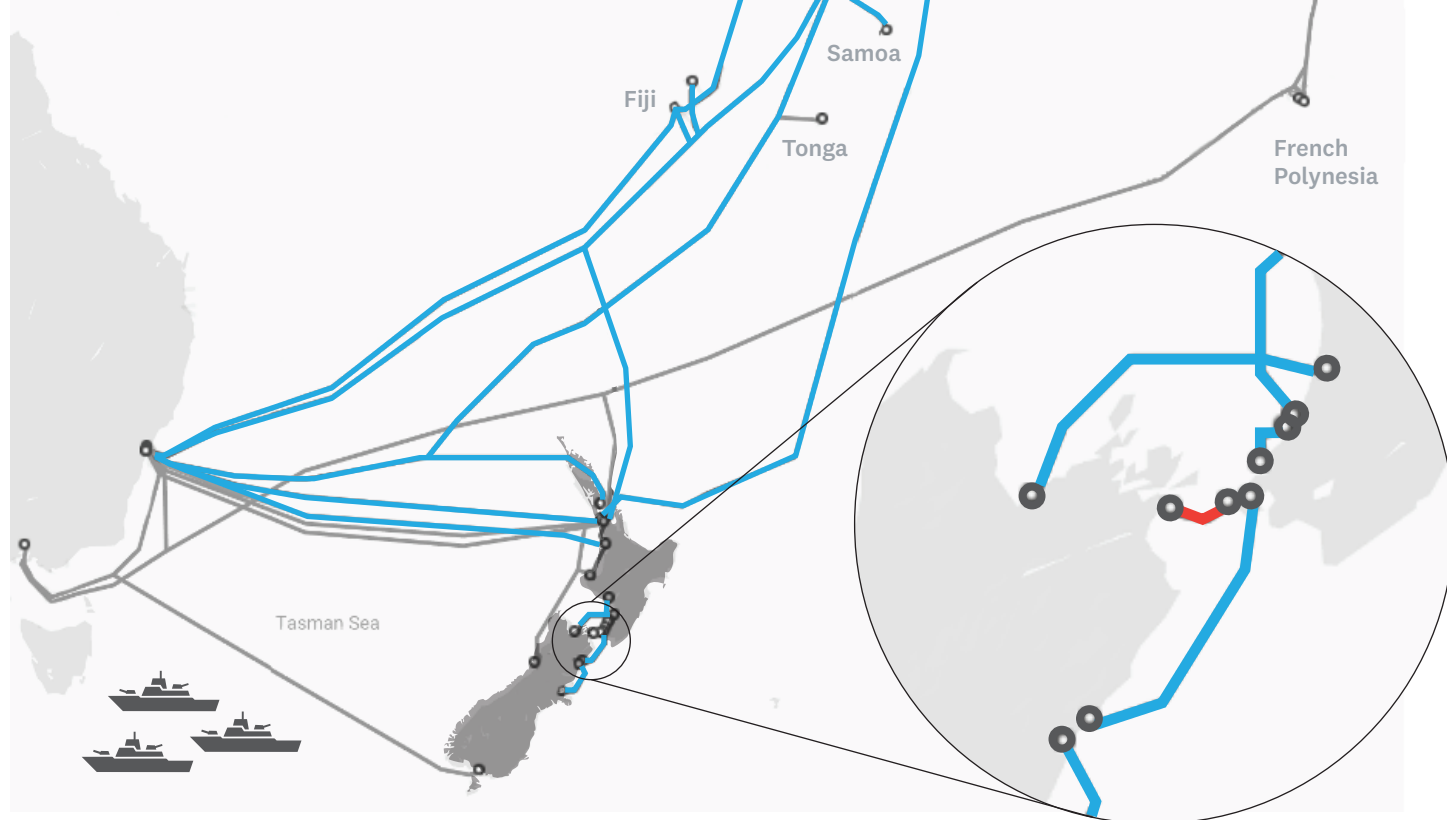 Samoa
Fiji
Tonga
French
Polynesia
Tasman Sea